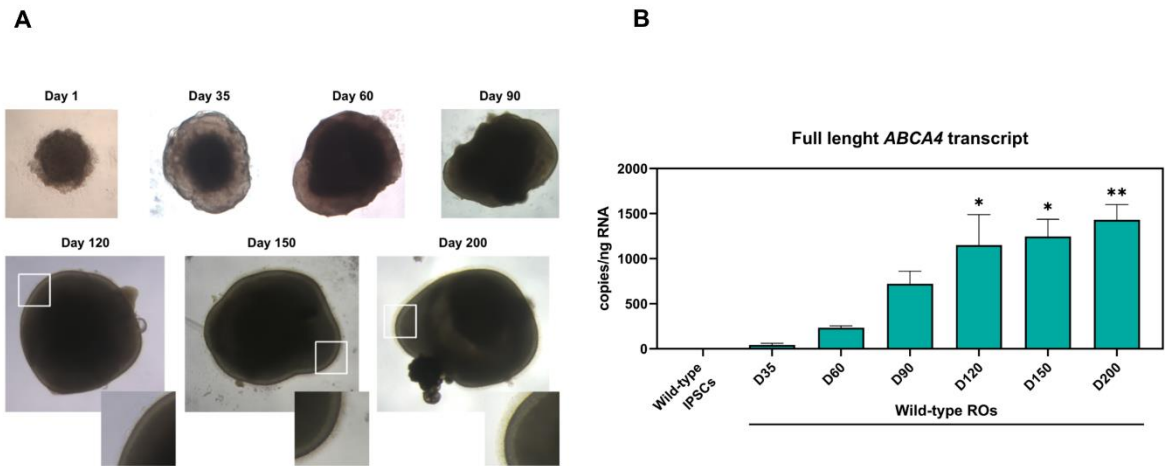 A
B
Day 1
Day 35
Day 60
Day 90
Day 120
Day 150
Day 200
Full lenght ABCA4 transcript
copies/ng RNA
2000
1500
1000
500
0
*
*
**
Wild-type
IPSCs
D35
D60
D90
D120
D150
D200
Wild-type ROs